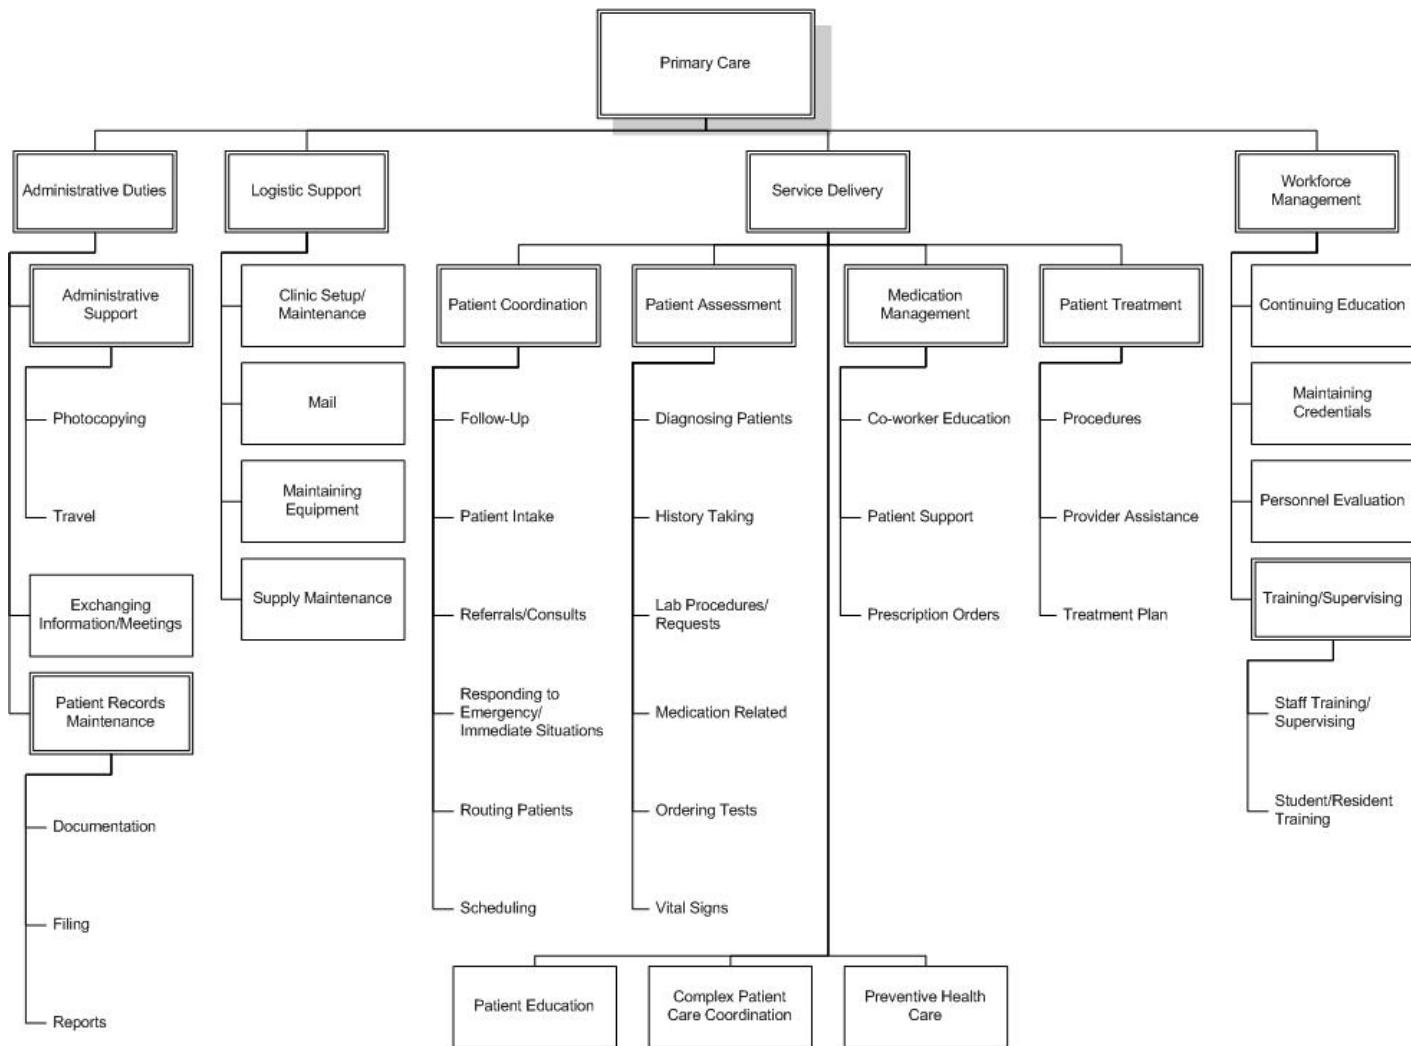 Primary Care
Administrative Duties
Logistic Support
Service Delivery
Workforce
Management
Administrative
Support
Clinic Setup/
Maintenance
Patient Coordination
Patient Assessment
Medication
Management
Patient Treatment
Continuing Education
Photocopying
Mail
Follow-Up
Diagnosing Patients
Co-worker Education
Procedures
Maintaining
Credentials
Travel
Maintaining
Equipment
Patient Intake
History Taking
Patient Support
Provider Assistance
Personnel Evaluation
Exchanging
Information/Meetings
Supply Maintenance
Referrals/Consults
Lab Procedures/
Requests
Prescription Orders
Treatment Plan
Training/Supervising
Patient Records
Maintenance
Responding to
Emergency/
Immediate Situations
Medication Related
Staff Training/
Supervising
Documentation
Routing Patients
Ordering Tests
Student/Resident
Training
Filing
Scheduling
Vital Signs
Reports
Patient Education
Complex Patient
Care Coordination
Preventive Health
Care